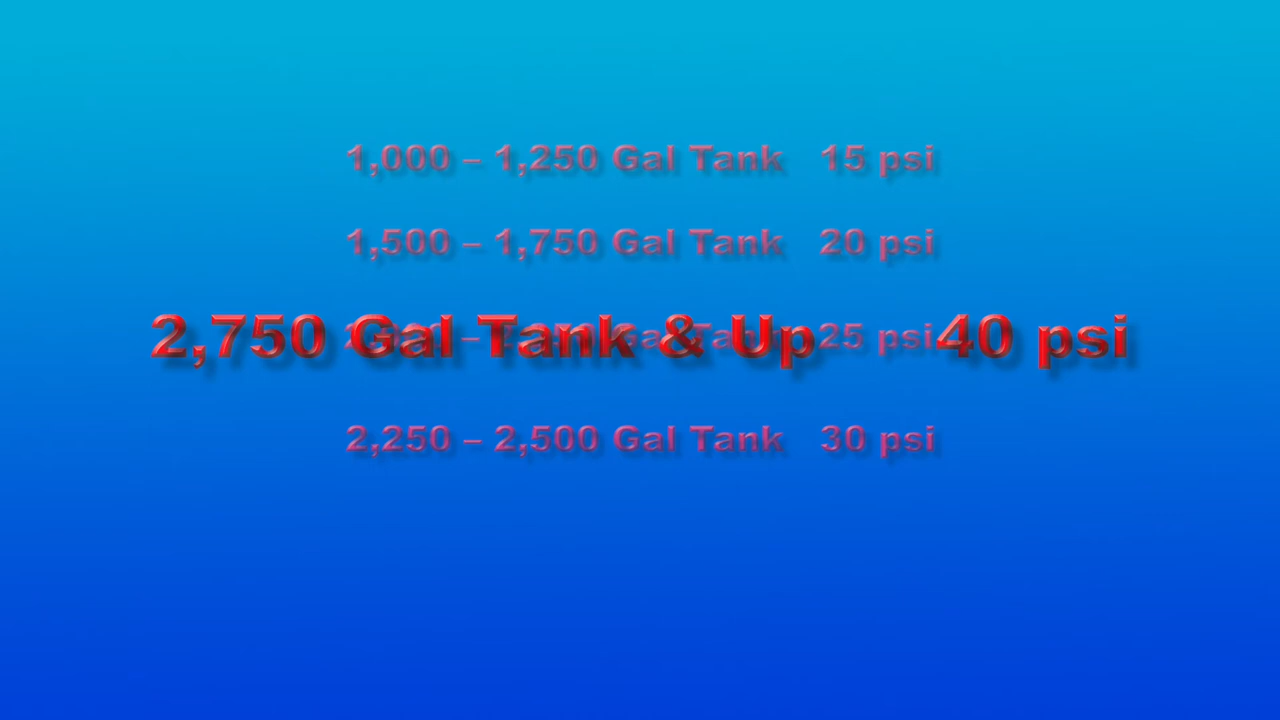 1,000 – 1,250 Gal Tank 15 psi
1,500 – 1,750 Gal Tank 20 psi
2,750 Gal Tank & Up 40 psi
25 psi
2,250 – 2,500 Gal Tank 30 psi